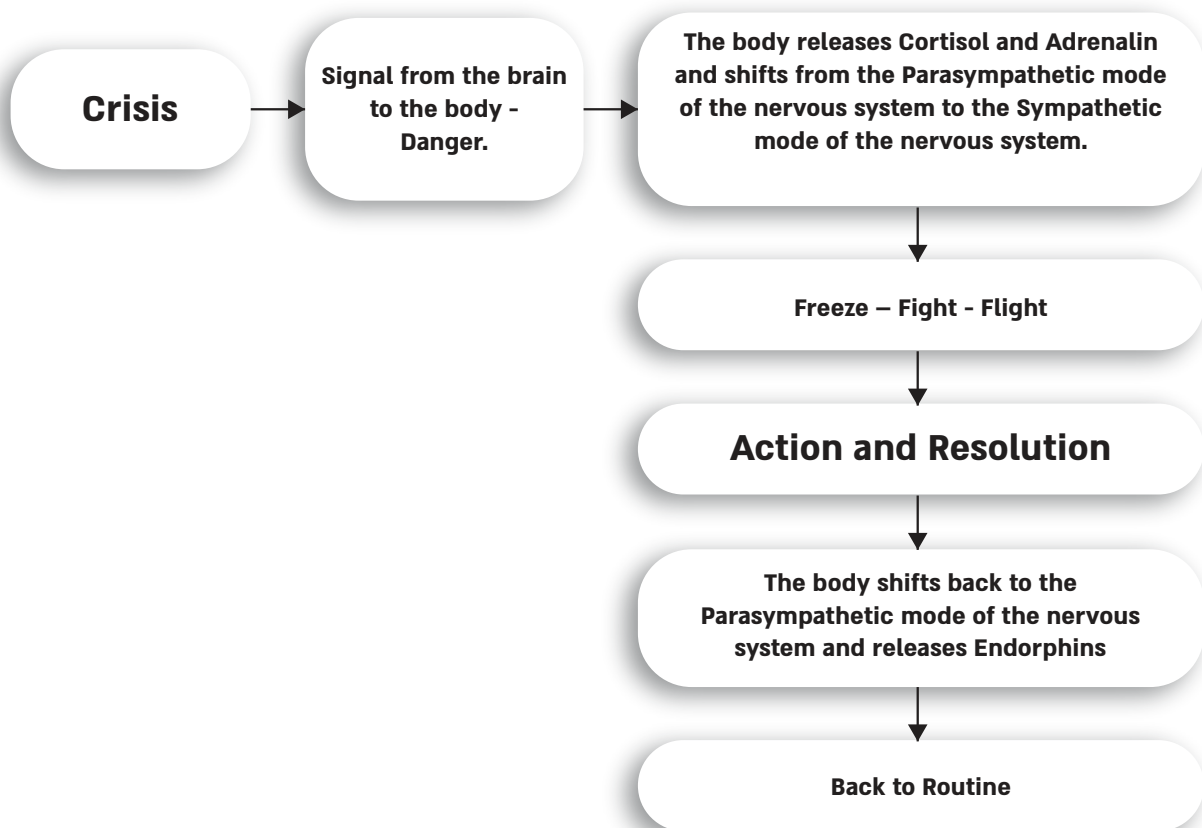 Crisis
Signal from the brain
to the body -
Danger.
The body releases Cortisol and Adrenalin
and shifts from the Parasympathetic mode
of the nervous system to the Sympathetic
mode of the nervous system.
Freeze – Fight - Flight
Action and Resolution
The body shifts back to the
Parasympathetic mode of the nervous
system and releases Endorphins
Back to Routine